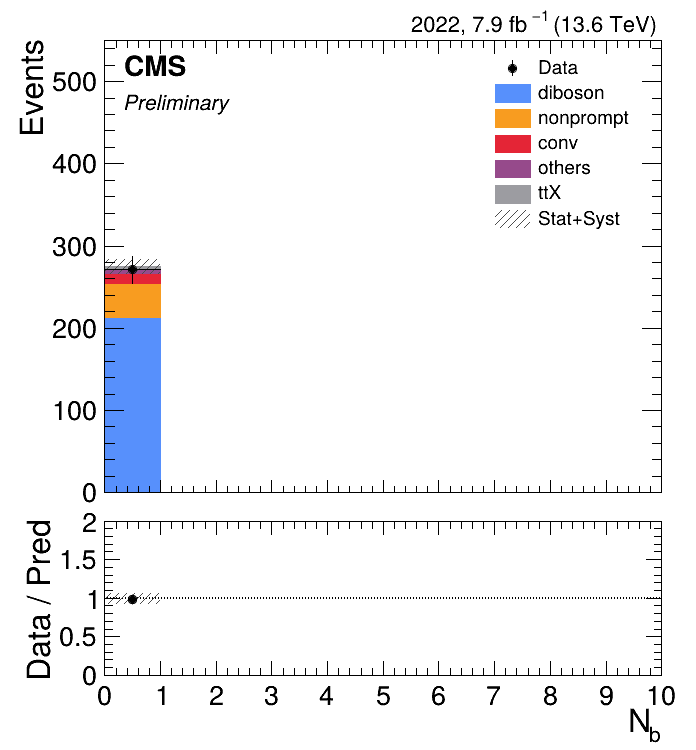 2022, 7.9 fb⁻¹ (13.6 TeV)
CMS
Preliminary
Data
diboson
nonprompt
conv
others
ttX
Stat+Syst
Events
500
400
300
200
100
0
Data / Pred
2
1.5
1
0.5
0
0 1 2 3 4 5 6 7 8 9 10
N_b